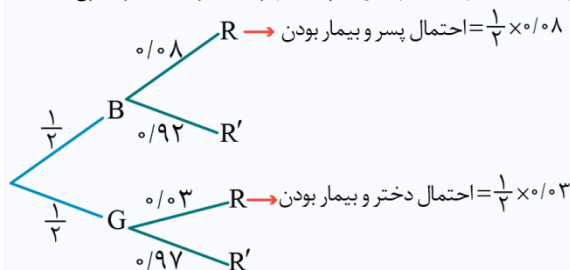 ۰/۰۸
R → احتمال پسر و بیمار بودن = ۱/۲ × ۰/۰۸
۱/۲
B
۰/۹۲
R′
۱/۲
G
۰/۰۳
R → احتمال دختر و بیمار بودن = ۱/۲ × ۰/۰۳
۰/۹۷
R′